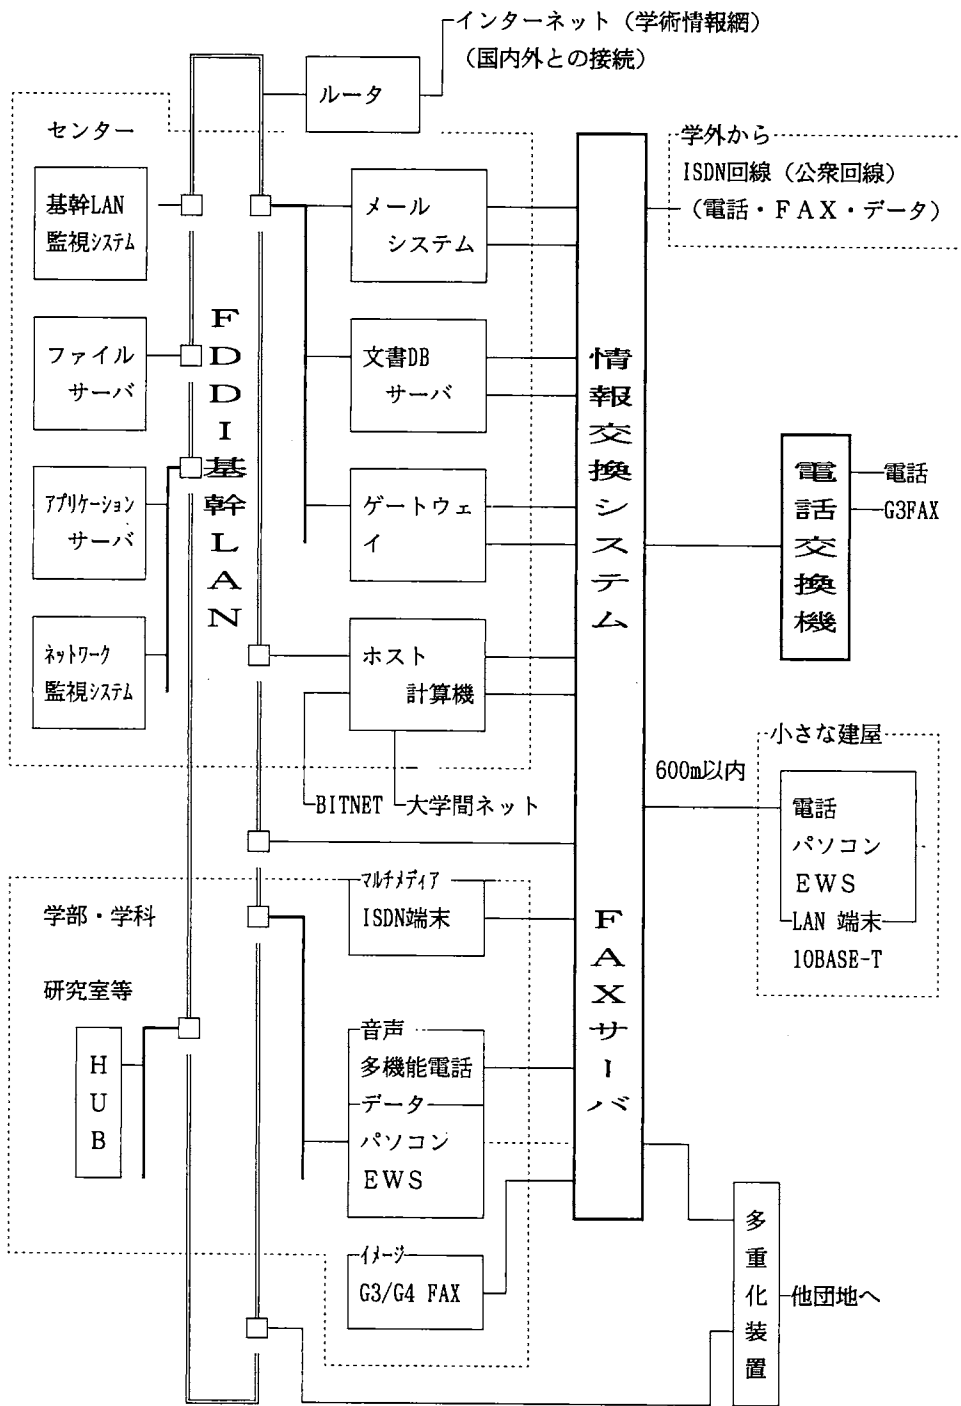 インターネット（学術情報網）
（国内外との接続）
ルータ
センター
基幹LAN
監視システム
ファイル
サーバ
アプリケーション
サーバ
ネットワーク
監視システム
FDDI基幹LAN
メール
システム
文書DB
サーバ
ゲートウェ
イ
ホスト
計算機
BITNET
大学間ネット
情報交換システム
FAXサーバ
学外から
ISDN回線（公衆回線）
（電話・ＦＡＸ・データ）
電話交換機
電話
G3FAX
600m以内
小さな建屋
電話
パソコン
ＥＷＳ
LAN 端末
10BASE-T
学部・学科
研究室等
HUB
マルチメディア
ISDN端末
音声
多機能電話
データ
パソコン
ＥＷＳ
イメージ
G3/G4 FAX
多重化装置
他団地へ